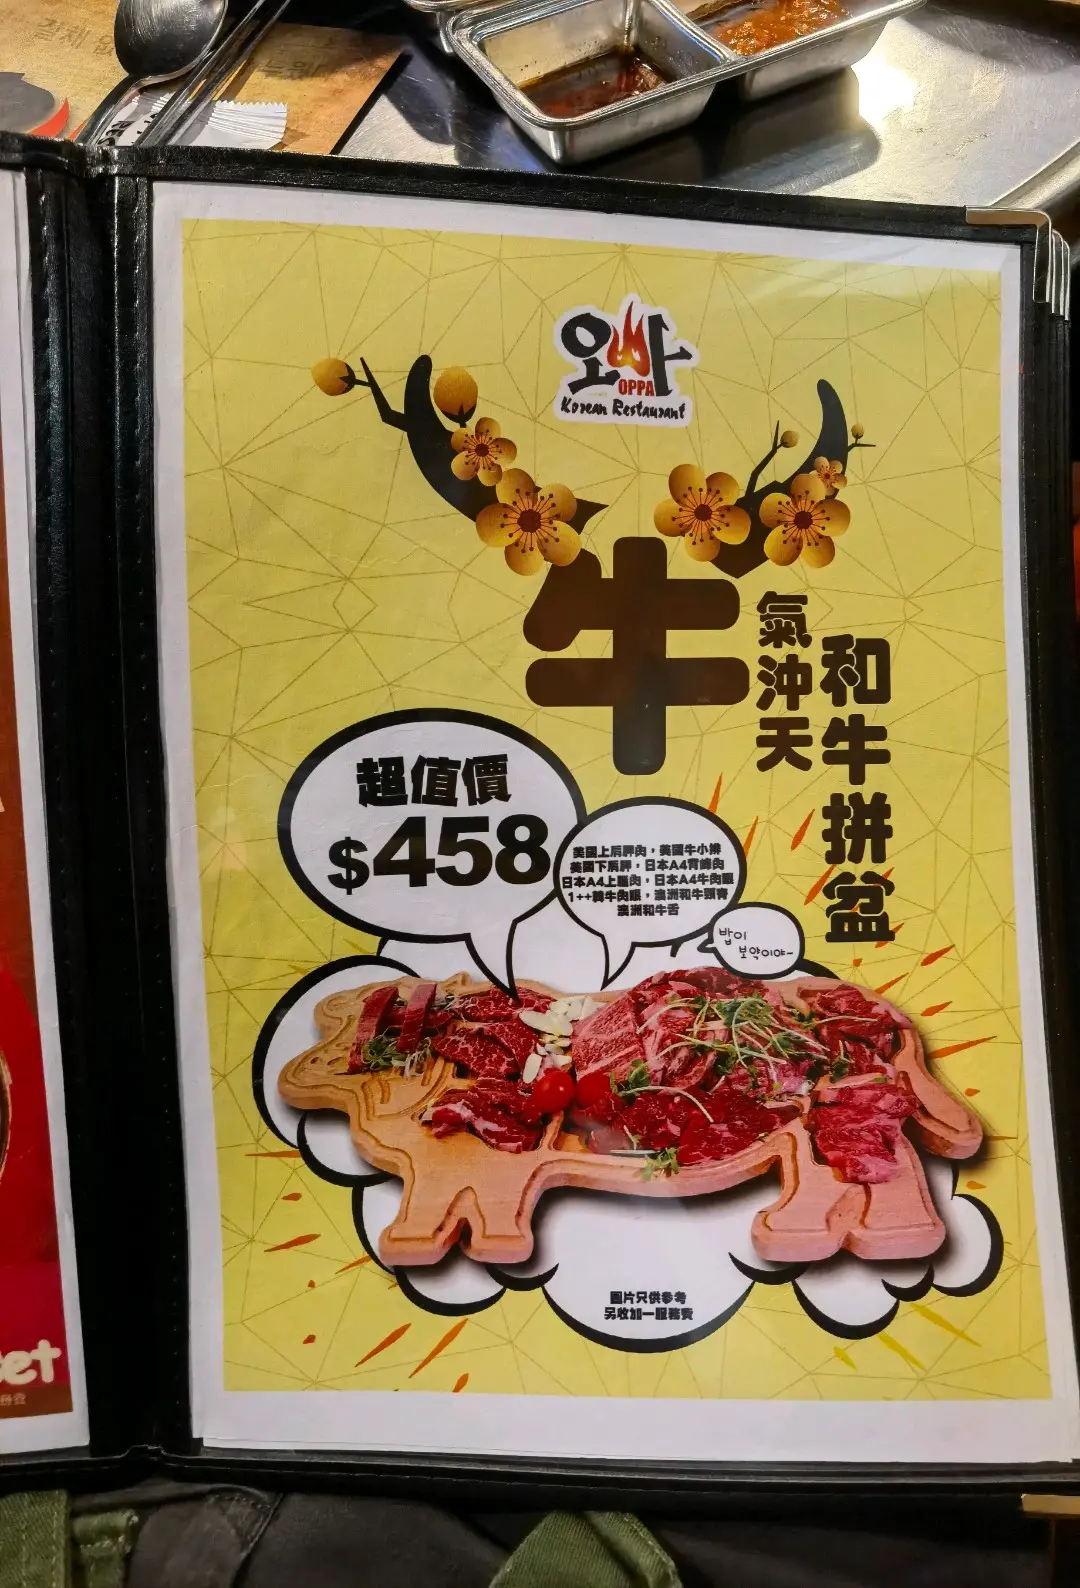 오빠
OPPA
Korean Restaurant
牛
氣沖天
和牛拼盆
超值價
$458
美国上肩胛肉，美國牛小排
美國下肩胛，日本A4背峰肉
日本A4上腦肉，日本A4牛肉眼
1++韓牛肉眼，澳洲和牛頸脊
澳洲和牛舌
밥이
보약이야~
圖片只供參考
另收加一服務費
et